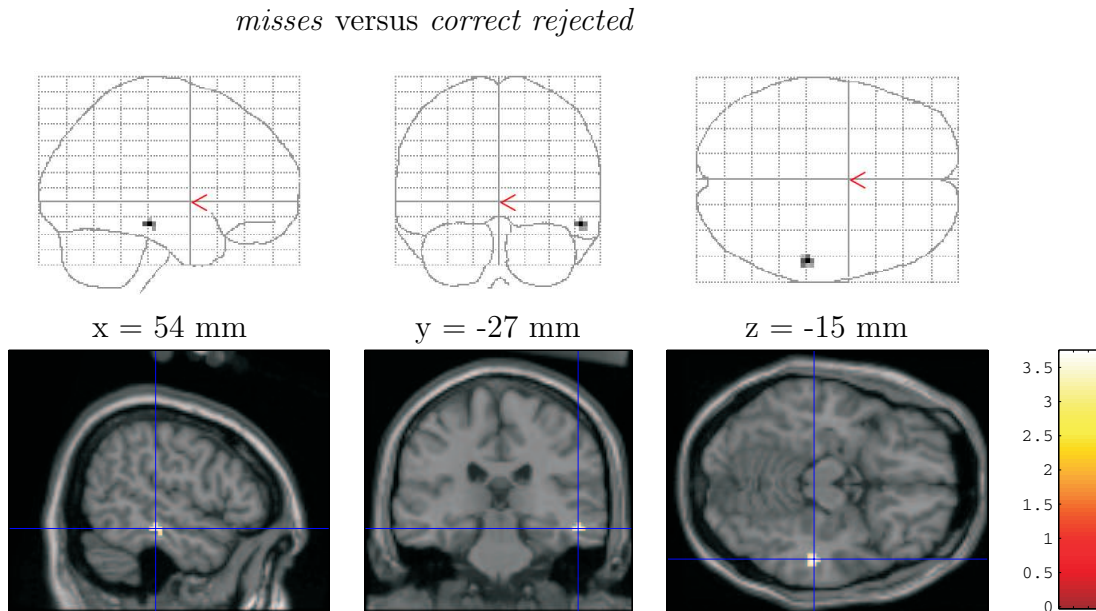 misses versus correct rejected
x = 54 mm
y = -27 mm
z = -15 mm
3.5
3
2.5
2
1.5
1
0.5
0